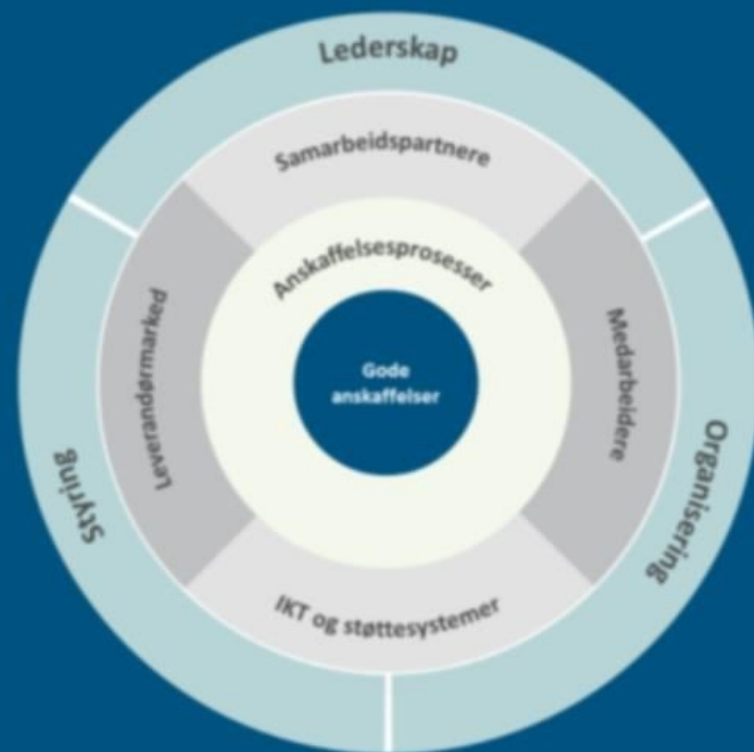 Lederskap
Samarbeidspartnere
Anskaffelsesprosesser
Leverandørmarked
Gode
anskaffelser
Medarbeidere
Styring
Organisering
IKT og støttesystemer